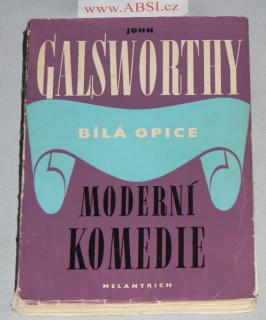 www.ABSI.cz
JOHN
GALSWORTHY
BÍLÁ OPICE
MODERNÍ
KOMEDIE
MELANTRICH